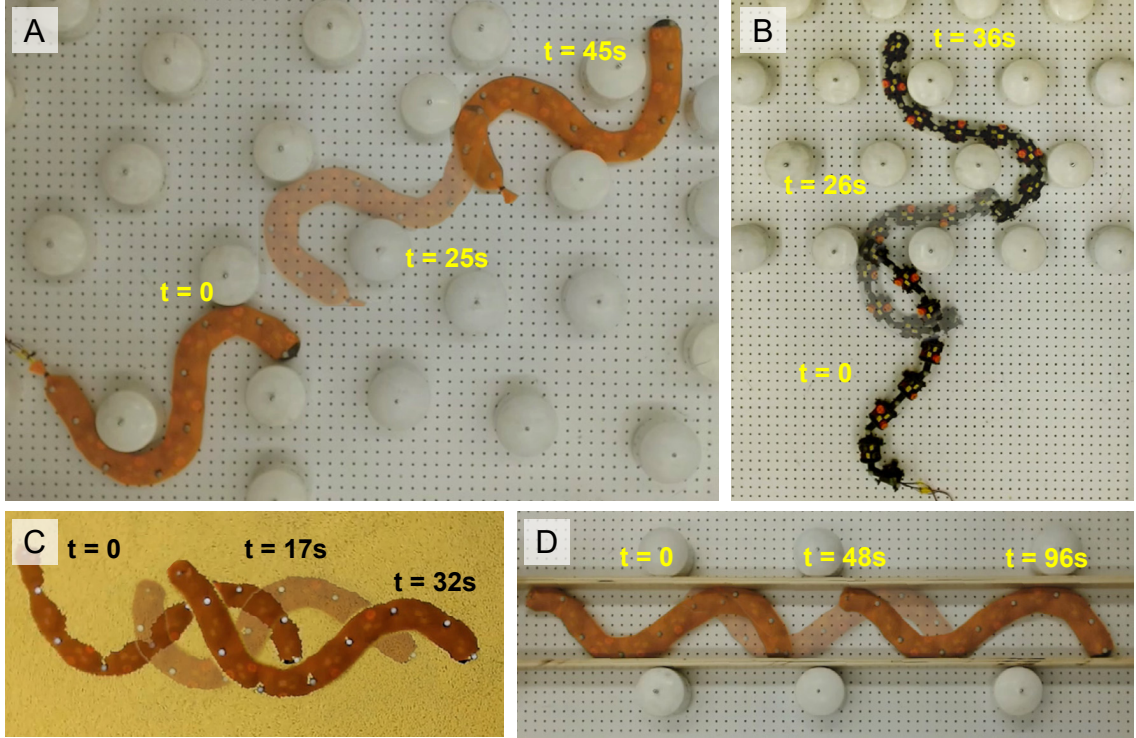 A
t = 45s
t = 25s
t = 0
B
t = 36s
t = 26s
t = 0
C
t = 0
t = 17s
t = 32s
D
t = 0
t = 48s
t = 96s